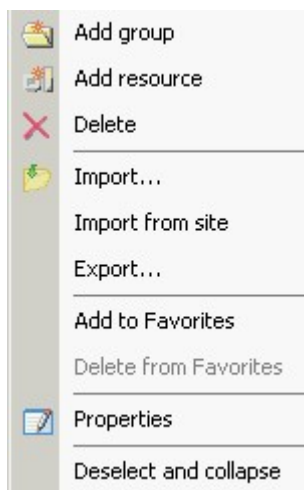 Add group
Add resource
Delete
Import...
Import from site
Export...
Add to Favorites
Delete from Favorites
Properties
Deselect and collapse